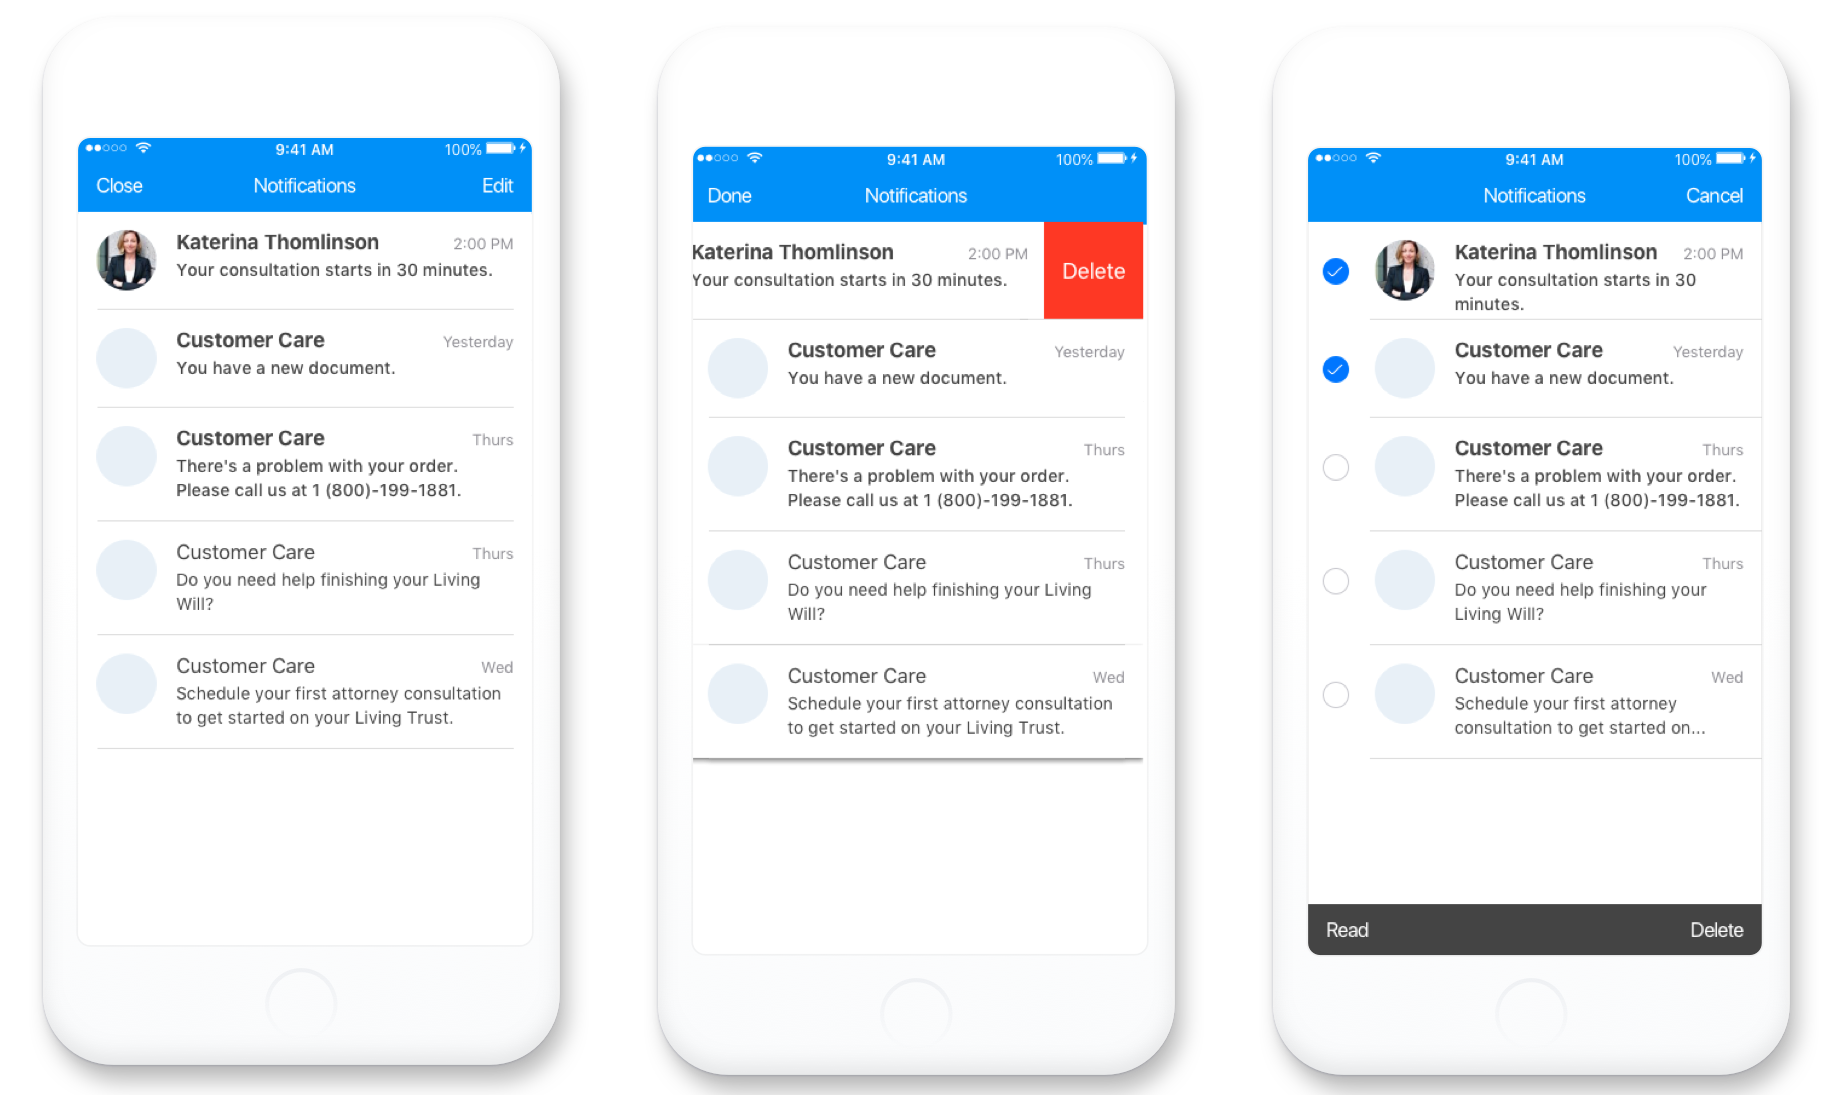 9:41 AM
100%
Close
Notifications
Edit
Katerina Thomlinson
2:00 PM
Your consultation starts in 30 minutes.
Customer Care
Yesterday
You have a new document.
Customer Care
Thurs
There's a problem with your order.
Please call us at 1 (800)-199-1881.
Customer Care
Thurs
Do you need help finishing your Living
Will?
Customer Care
Wed
Schedule your first attorney consultation
to get started on your Living Trust.
9:41 AM
100%
Done
Notifications
Katerina Thomlinson
2:00 PM
Your consultation starts in 30 minutes.
Delete
Customer Care
Yesterday
You have a new document.
Customer Care
Thurs
There's a problem with your order.
Please call us at 1 (800)-199-1881.
Customer Care
Thurs
Do you need help finishing your Living
Will?
Customer Care
Wed
Schedule your first attorney consultation
to get started on your Living Trust.
9:41 AM
100%
Notifications
Cancel
Katerina Thomlinson
2:00 PM
Your consultation starts in 30
minutes.
Customer Care
Yesterday
You have a new document.
Customer Care
Thurs
There's a problem with your order.
Please call us at 1 (800)-199-1881.
Customer Care
Thurs
Do you need help finishing your
Living Will?
Customer Care
Wed
Schedule your first attorney
consultation to get started on...
Read
Delete